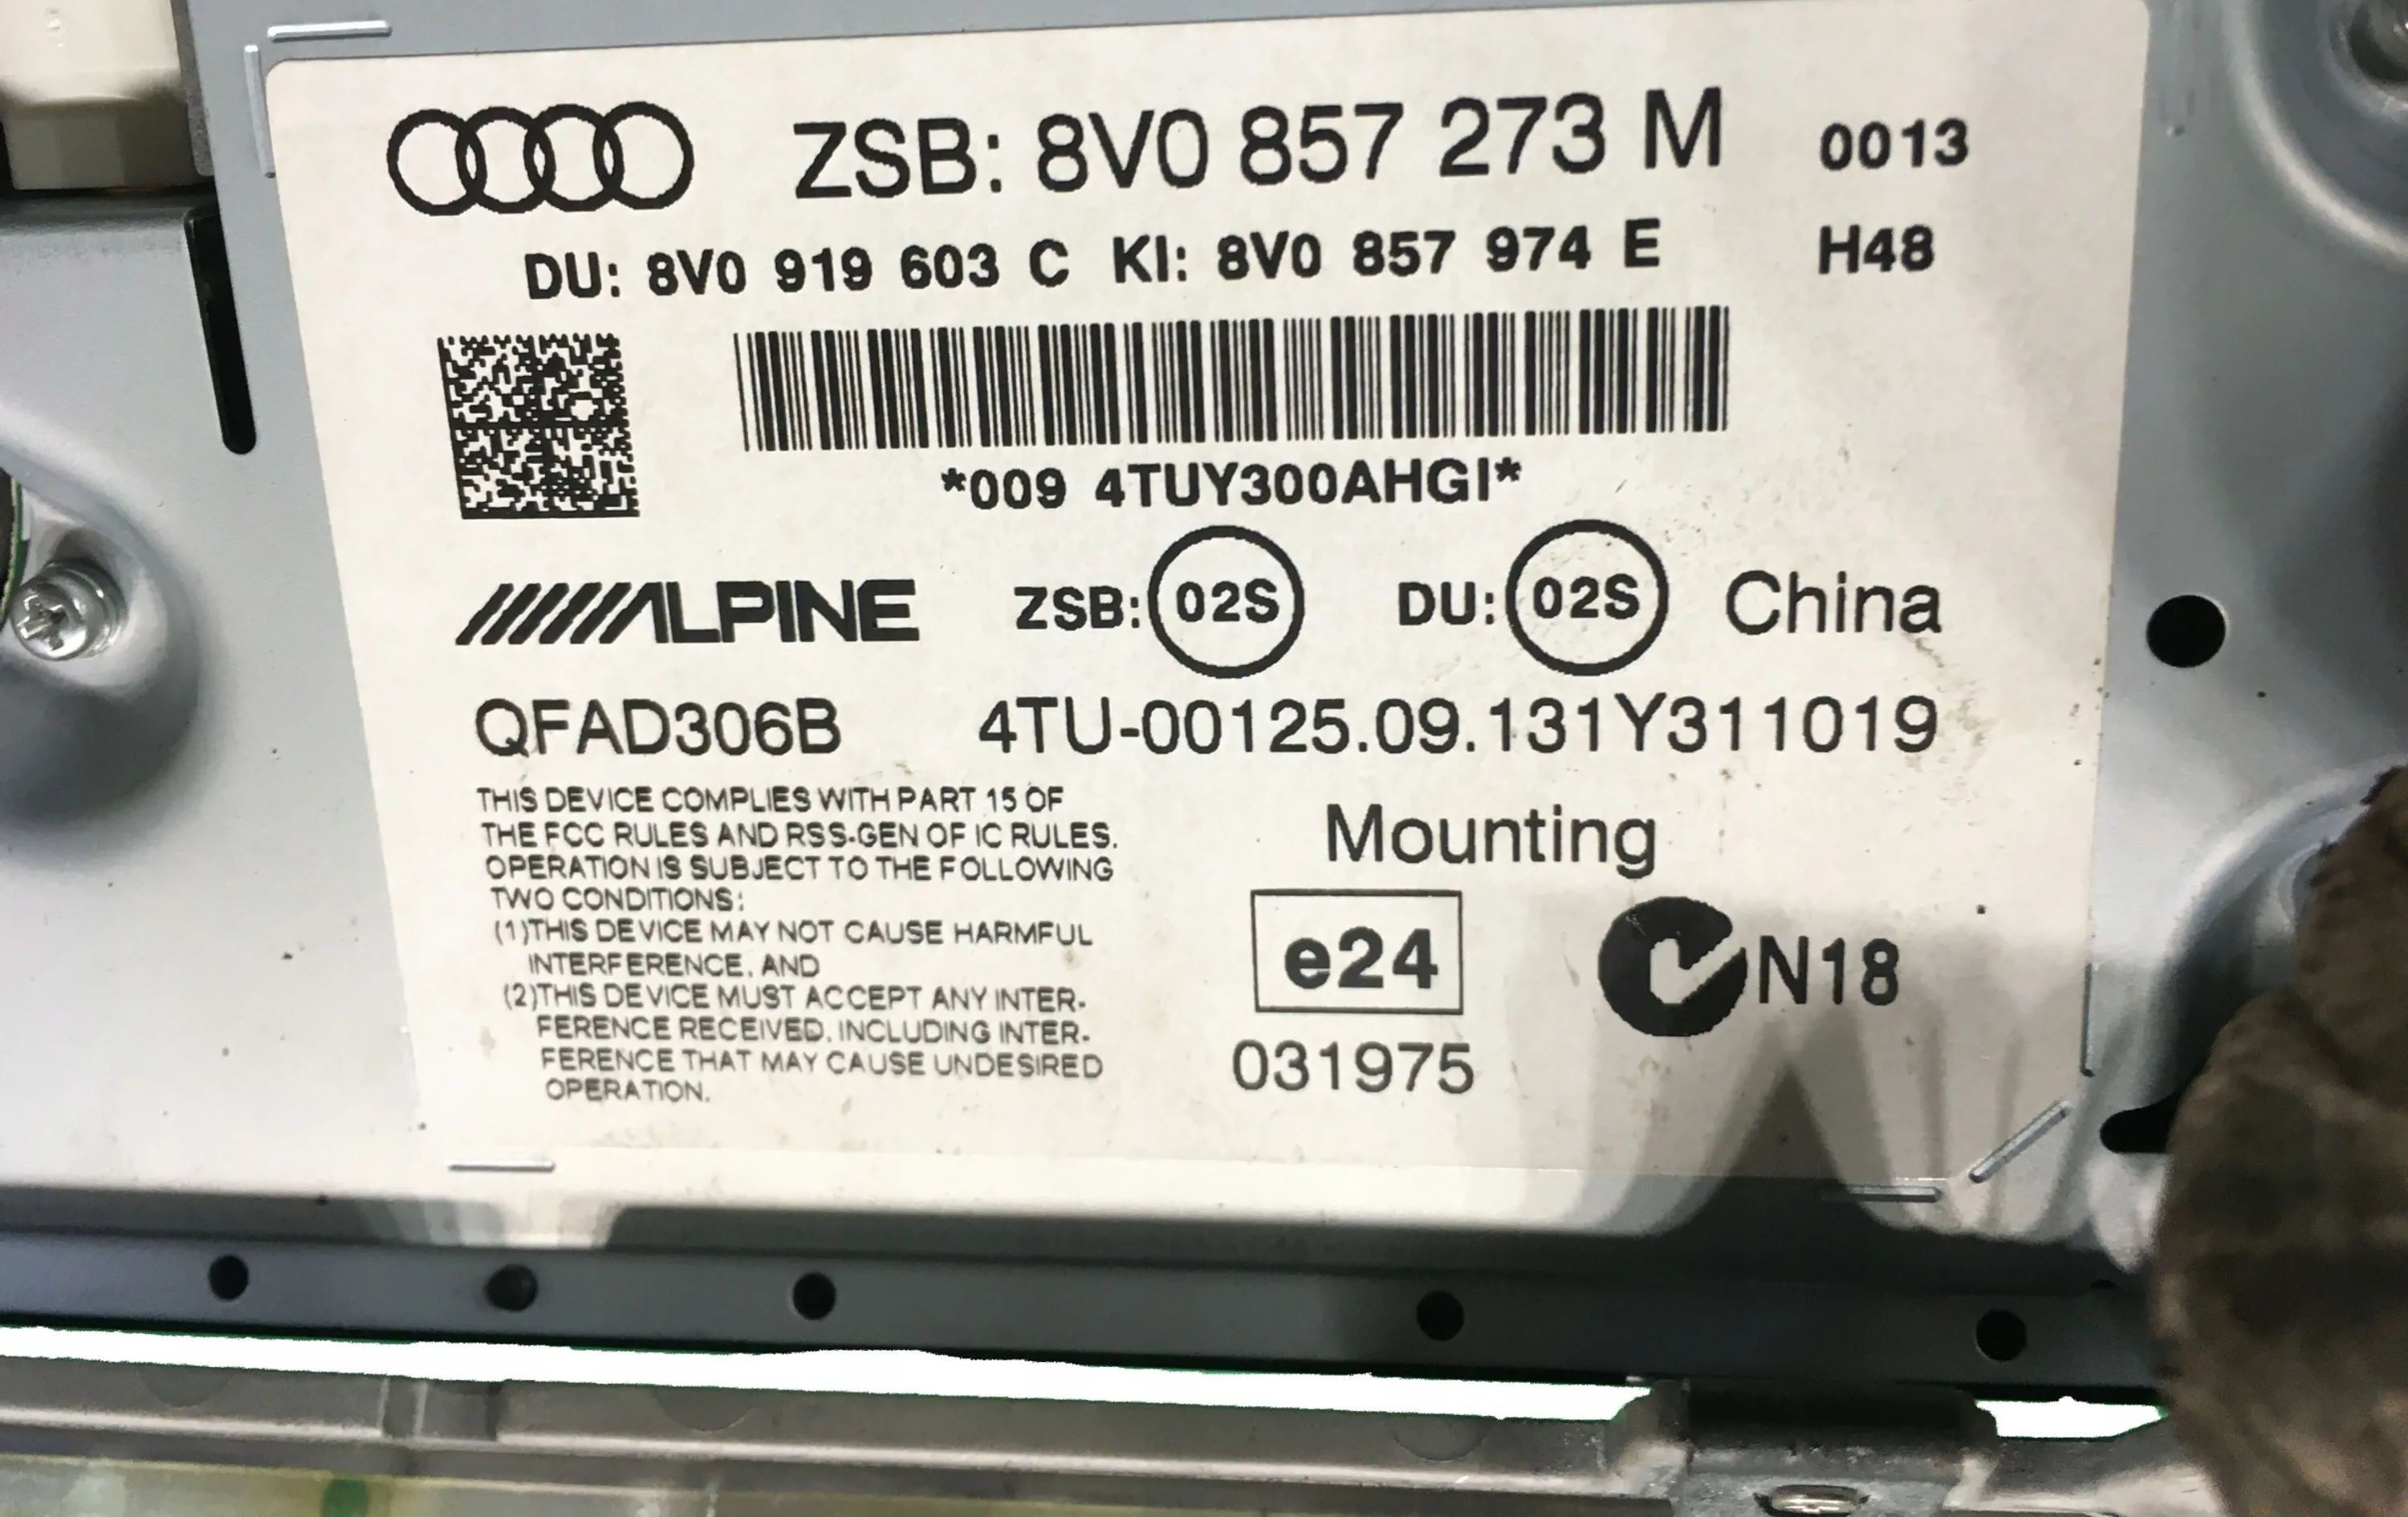 ZSB: 8V0 857 273 M 0013
DU: 8V0 919 603 C KI: 8V0 857 974 E H48
*009 4TUY300AHGI*
ALPINE ZSB: 02S DU: 02S China
QFAD306B 4TU-00125.09.131Y311019
THIS DEVICE COMPLIES WITH PART 15 OF
THE FCC RULES AND RSS-GEN OF IC RULES.
OPERATION IS SUBJECT TO THE FOLLOWING
TWO CONDITIONS:
(1)THIS DEVICE MAY NOT CAUSE HARMFUL
INTERFERENCE, AND
(2)THIS DEVICE MUST ACCEPT ANY INTER-
FERENCE RECEIVED, INCLUDING INTER-
FERENCE THAT MAY CAUSE UNDESIRED
OPERATION.
Mounting
e24
N18
031975